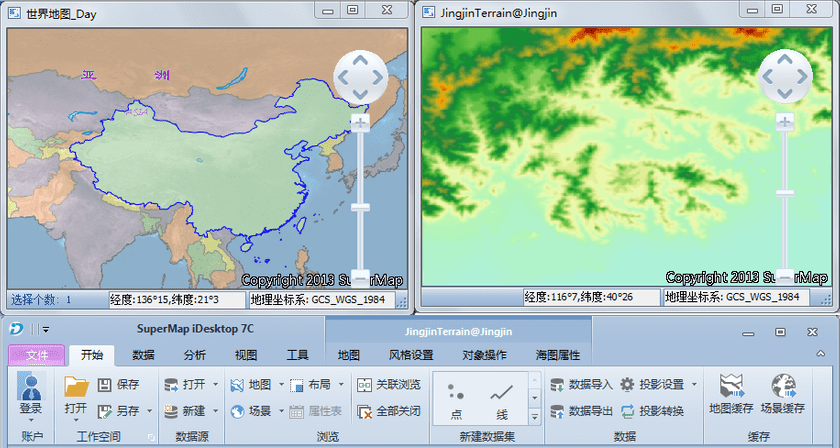 世界地图_Day
亚 洲
ASIA
Copyright 2013 SuperMap
选择个数: 1
经度:136°15,纬度:21°3
地理坐标系: GCS_WGS_1984
JingjinTerrain@Jingjin
Copyright 2013 SuperMap
经度:116°7,纬度:40°26
地理坐标系: GCS_WGS_1984
SuperMap iDesktop 7C
JingjinTerrain@Jingjin
文件 开始 数据 分析 视图 工具 地图 风格设置 对象操作 海图属性
登录
账户
打开 保存
另存
工作空间
打开
新建
数据源
地图 布局 关联浏览
场景 属性表 全部关闭
浏览
点 线
新建数据集
数据导入 投影设置
数据导出 投影转换
数据
地图缓存 场景缓存
缓存